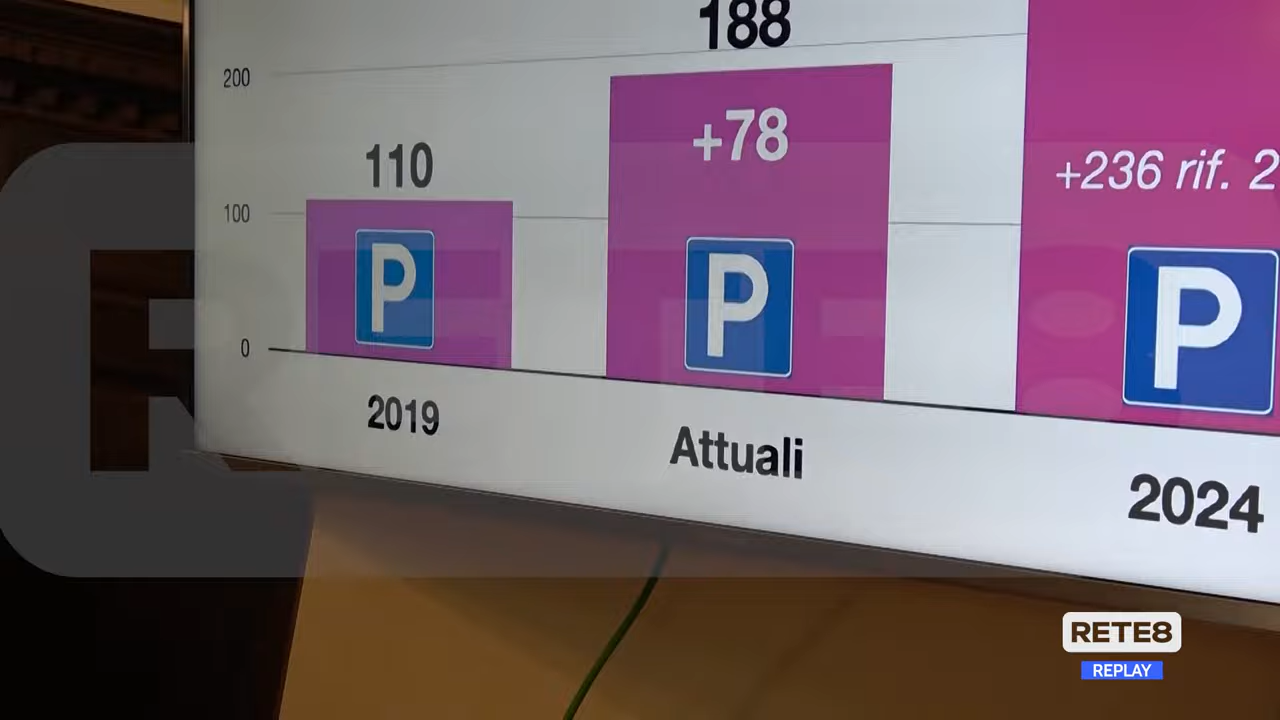 188
200
+78
110
+236 rif. 2
100
P
P
P
0
2019
Attuali
2024
RETE8
REPLAY